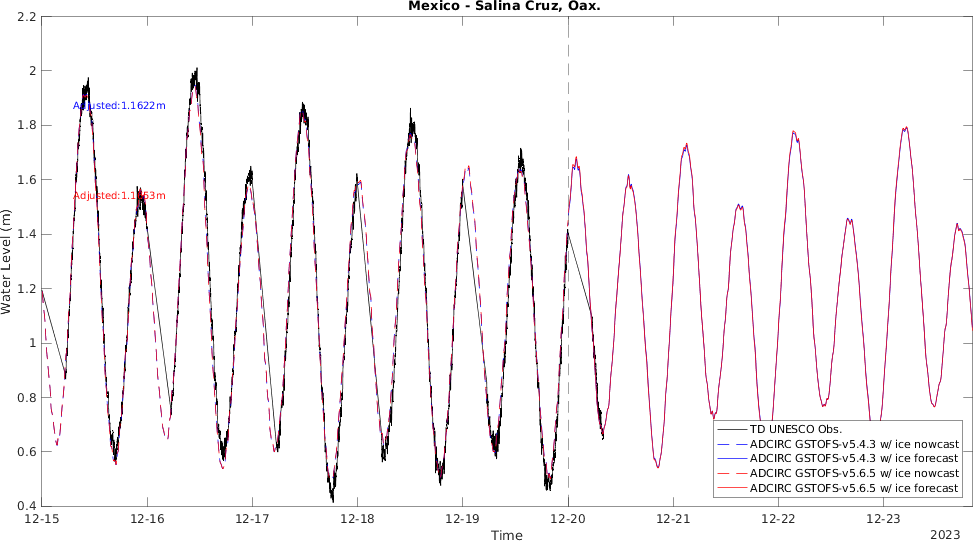 Mexico - Salina Cruz, Oax.
2.2
2
1.8
1.6
1.4
1.2
1
0.8
0.6
0.4
Water Level (m)
Adjusted:1.1622m
TD UNESCO Obs.
ADCIRC GSTOFS-v5.4.3 w/ ice nowcast
ADCIRC GSTOFS-v5.4.3 w/ ice forecast
ADCIRC GSTOFS-v5.6.5 w/ ice nowcast
ADCIRC GSTOFS-v5.6.5 w/ ice forecast
12-15
12-16
12-17
12-18
12-19
12-20
12-21
12-22
12-23
Time
2023